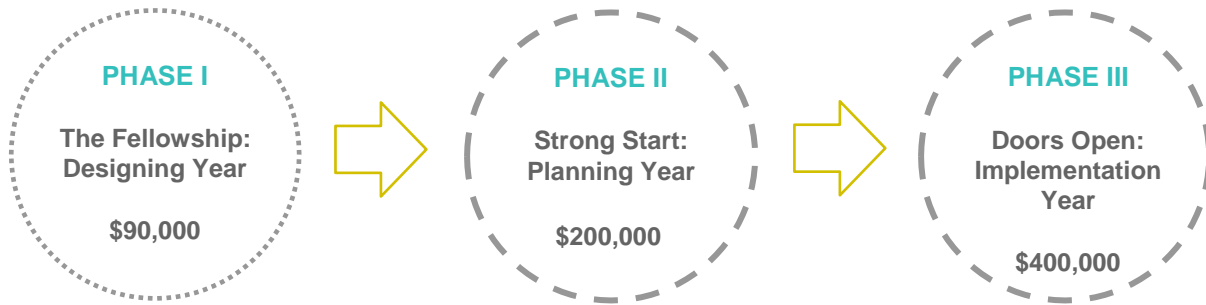 PHASE I
The Fellowship:
Designing Year
$90,000
PHASE II
Strong Start:
Planning Year
$200,000
PHASE III
Doors Open:
Implementation
Year
$400,000